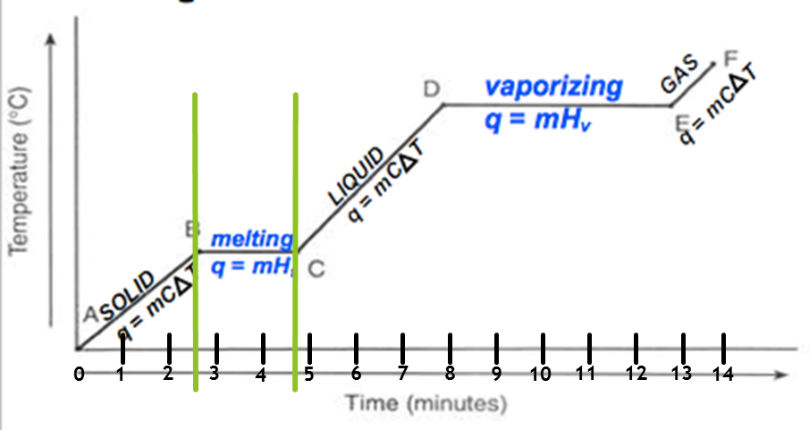 Temperature (°C)
A
SOLID
q = mCΔT
B
melting
q = mH
C
LIQUID
q = mCΔT
D
vaporizing
q = mHv
E
GAS
q = mCΔT
F
0 1 2 3 4 5 6 7 8 9 10 11 12 13 14
Time (minutes)